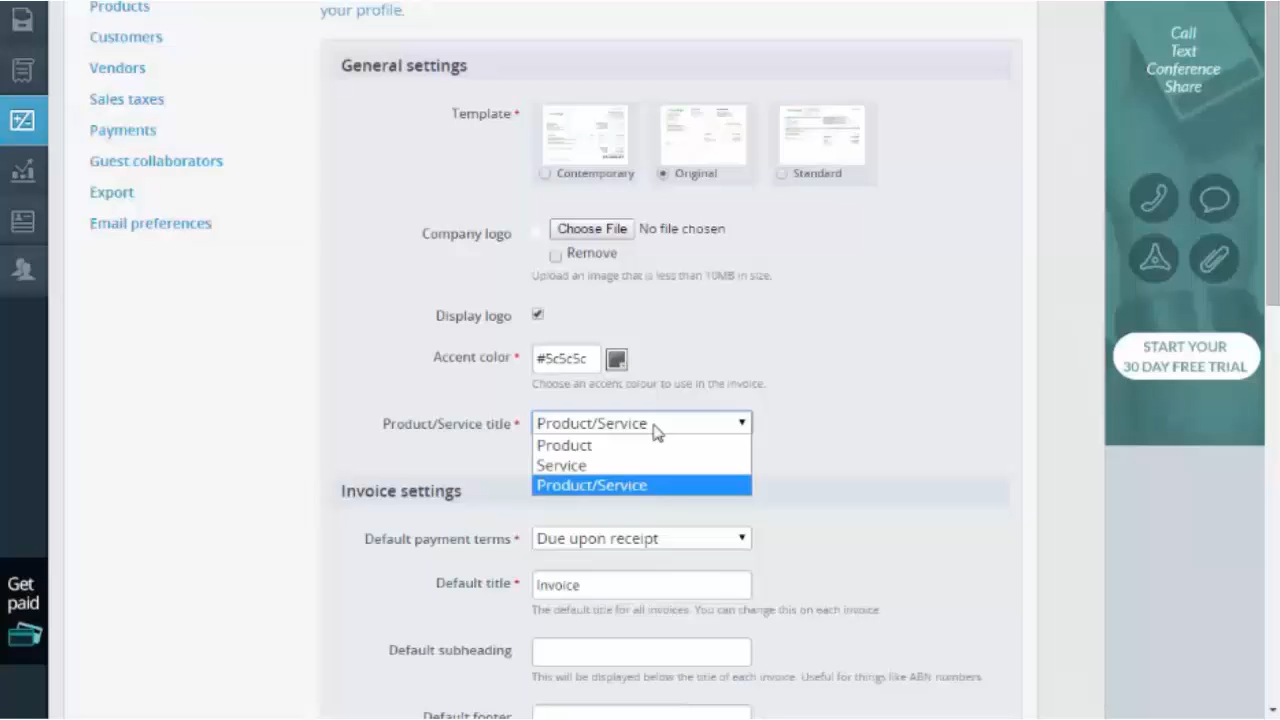 Products
Customers
Vendors
Sales taxes
Payments
Guest collaborators
Export
Email preferences
Get
paid
your profile.
General settings
Template *
Contemporary
Original
Standard
Company logo
Choose File No file chosen
Remove
Upload an image that is less than 10MB in size.
Display logo
Accent color * #5c5c5c
Choose an accent colour to use in the invoice.
Product/Service title * Product/Service
Product
Service
Product/Service
Invoice settings
Default payment terms * Due upon receipt
Default title * Invoice
The default title for all invoices. You can change this on each invoice
Default subheading
This will be displayed below the title of each invoice. Useful for things like ABN numbers.
Default footer
Call
Text
Conference
Share
START YOUR
30 DAY FREE TRIAL